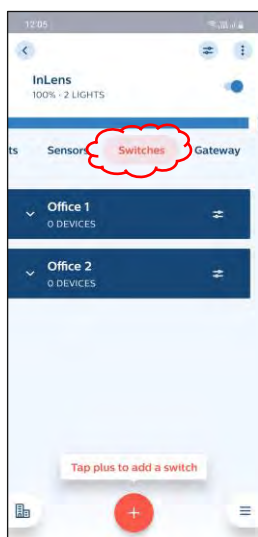 12:05
InLens
100% - 2 LIGHTS
ts Sensors Switches Gateway
Office 1
0 DEVICES
Office 2
0 DEVICES
Tap plus to add a switch